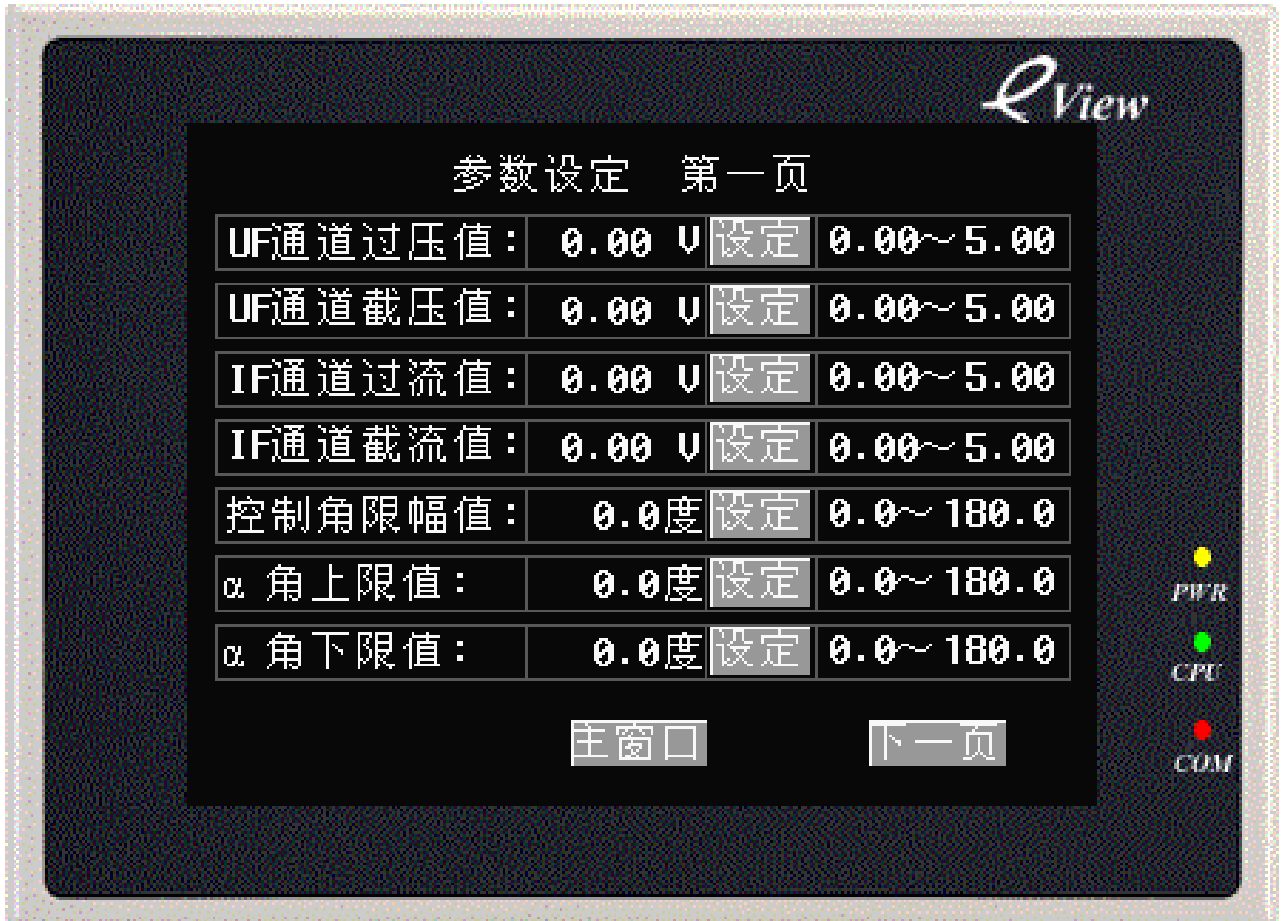 eView
参数设定 第一页
UF通道过压值: 0.00 V 设定 0.00～5.00
UF通道截压值: 0.00 V 设定 0.00～5.00
IF通道过流值: 0.00 V 设定 0.00～5.00
IF通道截流值: 0.00 V 设定 0.00～5.00
控制角限幅值: 0.0度 设定 0.0～180.0
α 角上限值: 0.0度 设定 0.0～180.0
α 角下限值: 0.0度 设定 0.0～180.0
PWR
CPU
主窗口 下一页
COM